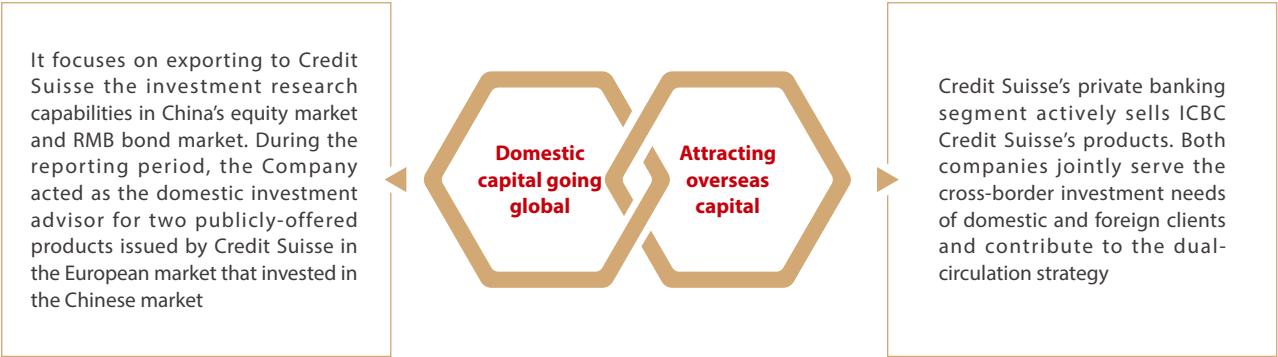 It focuses on exporting to Credit
Suisse the investment research
capabilities in China’s equity market
and RMB bond market. During the
reporting period, the Company
acted as the domestic investment
advisor for two publicly-offered
products issued by Credit Suisse in
the European market that invested in
the Chinese market
Domestic
capital going
global
Attracting
overseas
capital
Credit Suisse’s private banking
segment actively sells ICBC
Credit Suisse’s products. Both
companies jointly serve the
cross-border investment needs
of domestic and foreign clients
and contribute to the dual-
circulation strategy